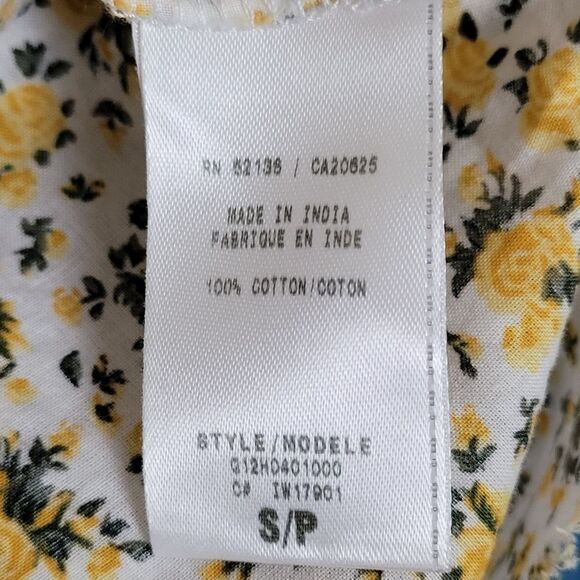 RN 52136 / CA20625
MADE IN INDIA
FABRIQUE EN INDE
100% COTTON/COTON
STYLE/MODELE
G12H0401000
C# IW17901
S/P